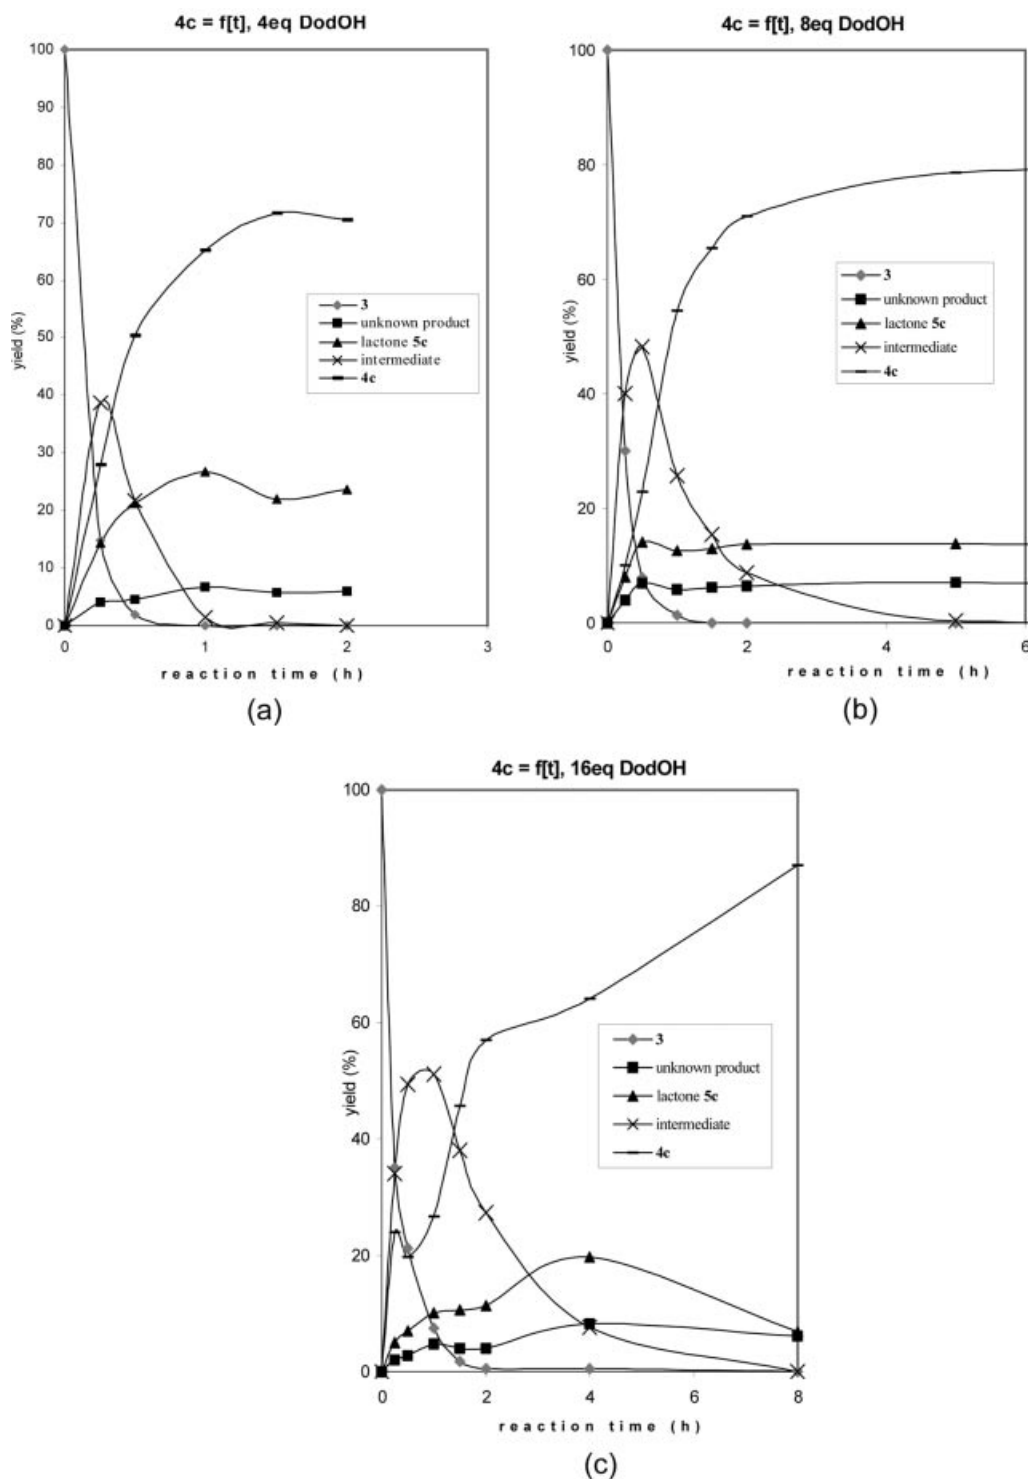 4c = f[t], 4eq DodOH
100
90
80
70
60
50
40
30
20
10
0
yield (%)
3
unknown product
lactone 5c
intermediate
4c
0
1
2
3
reaction time (h)
(a)
4c = f[t], 8eq DodOH
100
80
60
40
20
0
yield (%)
3
unknown product
lactone 5c
intermediate
4c
0
2
4
6
reaction time (h)
(b)
4c = f[t], 16eq DodOH
100
80
60
40
20
0
yield (%)
3
unknown product
lactone 5c
intermediate
4c
0
2
4
6
8
reaction time (h)
(c)